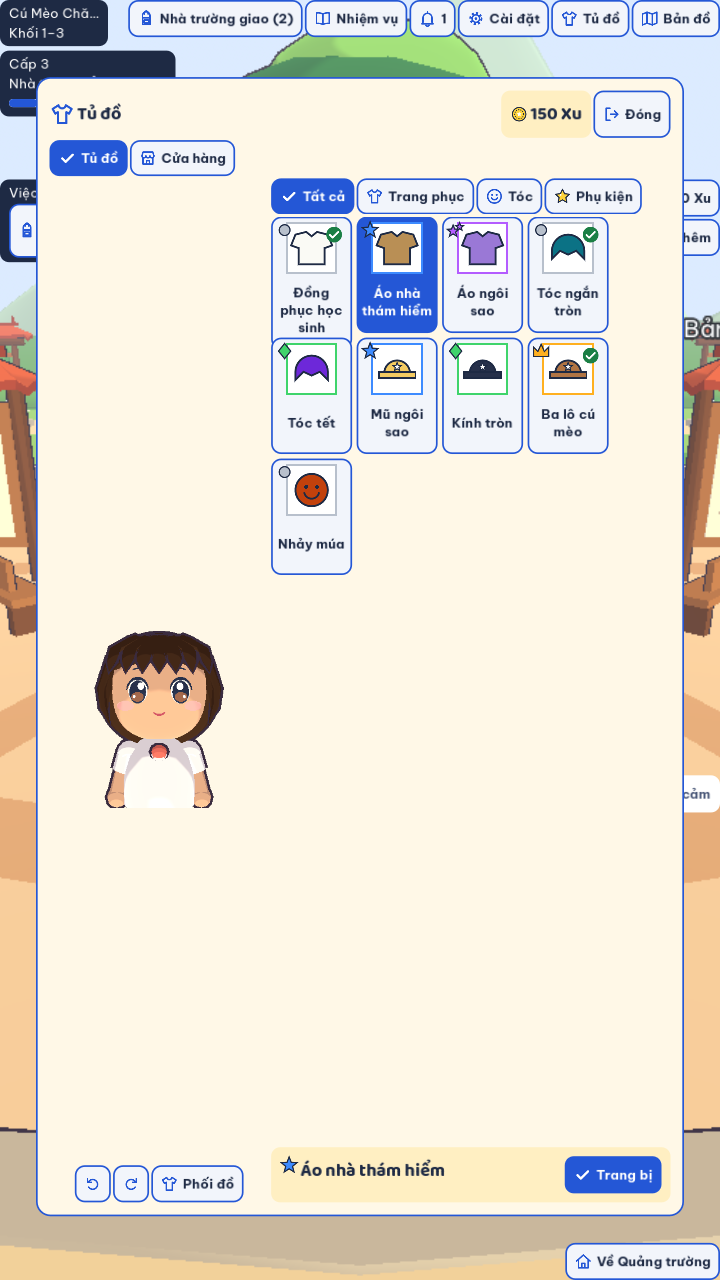 Cú Mèo Chă...
Khối 1-3
Nhà trường giao (2)
Nhiệm vụ
1
Cài đặt
Tủ đồ
Bản đồ
Cấp 3
Nhà
Tủ đồ
150 Xu
Đóng
Tủ đồ
Cửa hàng
Việc
Tất cả
Trang phục
Tóc
Phụ kiện
0 Xu
hêm
Đồng
phục học
sinh
Áo nhà
thám hiểm
Áo ngôi
sao
Tóc ngắn
tròn
Bản
Tóc tết
Mũ ngôi
sao
Kính tròn
Ba lô cú
mèo
Nhảy múa
cảm
Phối đồ
Áo nhà thám hiểm
Trang bị
Về Quảng trường